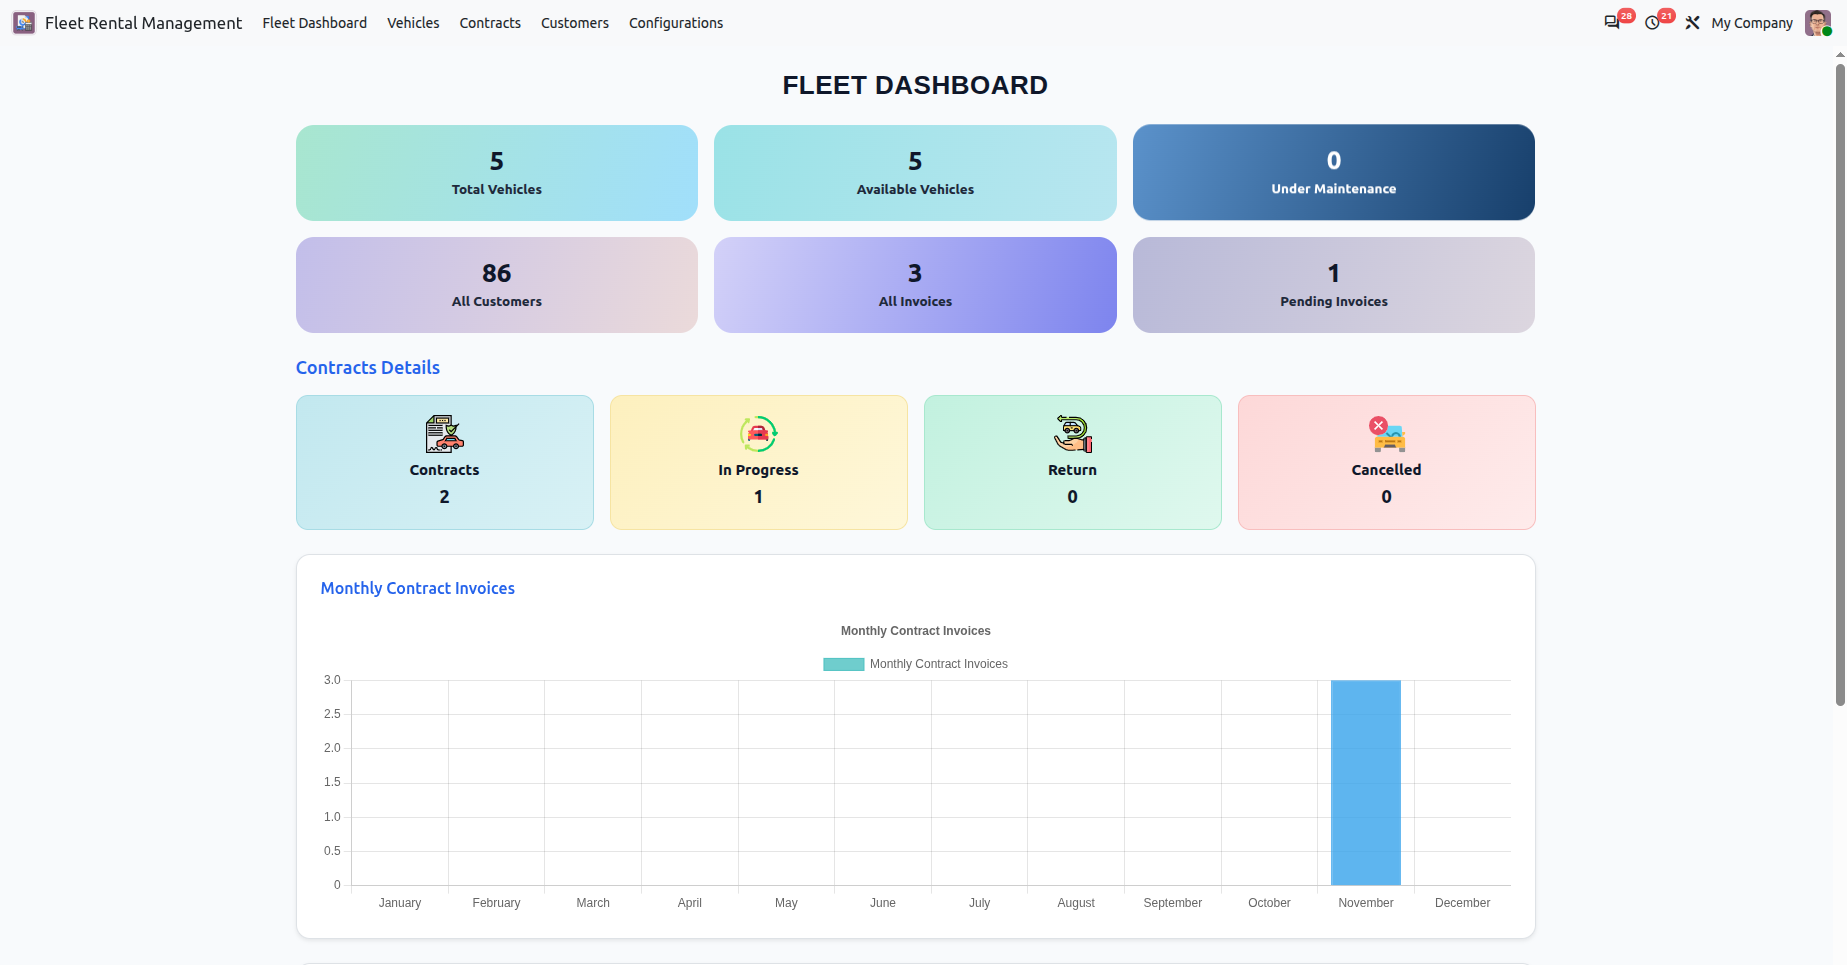 Fleet Rental Management Fleet Dashboard Vehicles Contracts Customers Configurations 28 21 My Company
FLEET DASHBOARD
5 5 0
Total Vehicles Available Vehicles Under Maintenance
86 3 1
All Customers All Invoices Pending Invoices
Contracts Details
Contracts In Progress Return Cancelled
2 1 0 0
Monthly Contract Invoices
Monthly Contract Invoices
Monthly Contract Invoices
3.0
2.5
2.0
1.5
1.0
0.5
0
January February March April May June July August September October November December